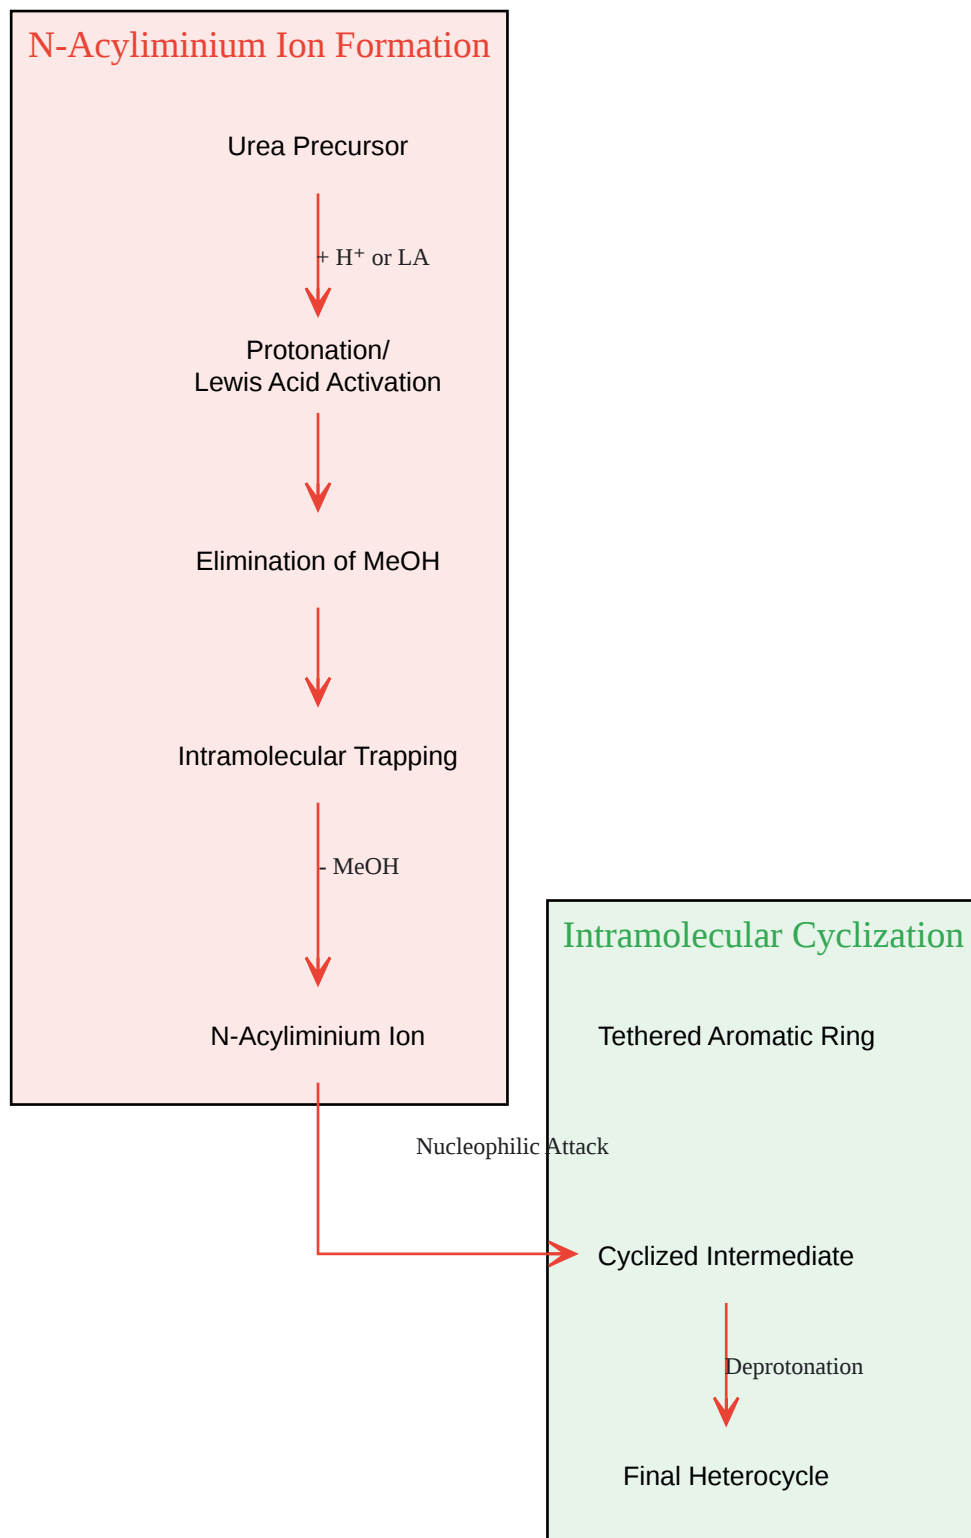 N-Acyliminium Ion Formation
Urea Precursor
+ H⁺ or LA
Protonation/
Lewis Acid Activation
Elimination of MeOH
Intramolecular Trapping
- MeOH
N-Acyliminium Ion
Intramolecular Cyclization
Tethered Aromatic Ring
Nucleophilic Attack
Cyclized Intermediate
Deprotonation
Final Heterocycle